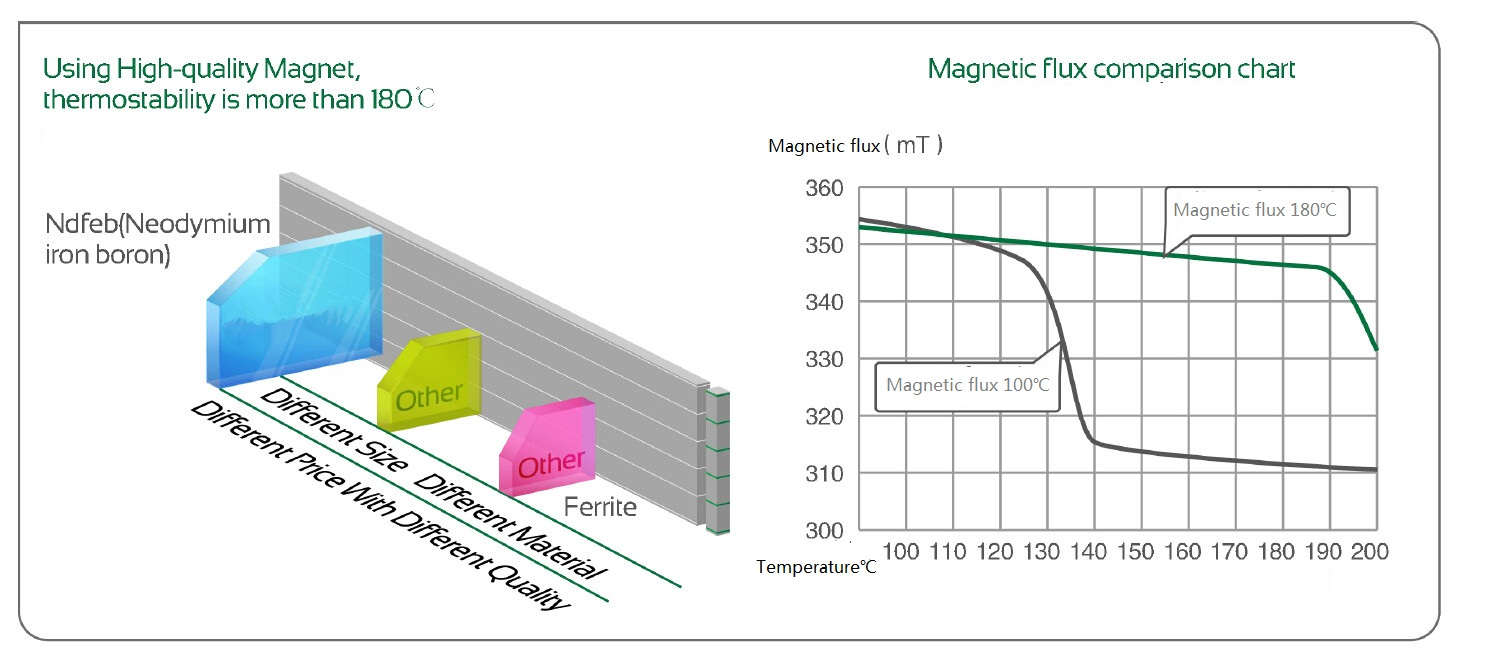 Using High-quality Magnet,
thermostability is more than 180℃
Ndfeb(Neodymium
iron boron)
Other
Other
Ferrite
Different Size Different Material
Different Price With Different Quality
Magnetic flux comparison chart
Magnetic flux ( mT )
360
350
340
330
320
310
300
Magnetic flux 180℃
Magnetic flux 100℃
100 110 120 130 140 150 160 170 180 190 200
Temperature℃